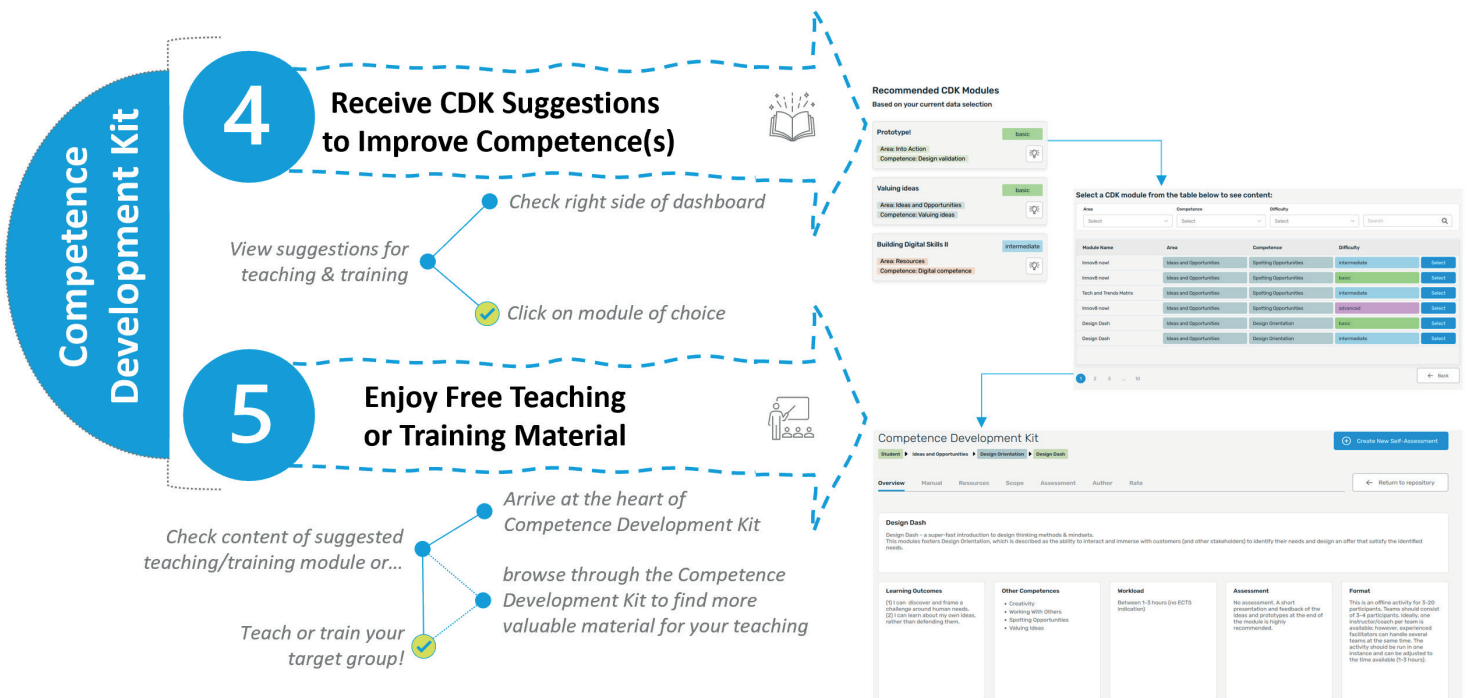 Competence
Development Kit
4
Receive CDK Suggestions
to Improve Competence(s)
View suggestions for
teaching & training
Check right side of dashboard
Click on module of choice
5
Enjoy Free Teaching
or Training Material
Check content of suggested
teaching/training module or...
Arrive at the heart of
Competence Development Kit
browse through the Competence
Development Kit to find more
valuable material for your teaching
Teach or train your
target group!
Recommended CDK Modules
Based on your current data selection
Prototype!
basic
Area: Into Action
Competence: Design validation
Valuing ideas
basic
Area: Ideas and Opportunities
Competence: Valuing ideas
Building Digital Skills II
intermediate
Area: Resources
Competence: Digital competence
Select a CDK module from the table below to see content:
Area Competence Difficulty
Select Select Select Search
Module Name Area Competence Difficulty
Innov8 now! Ideas and Opportunities Spotting Opportunities intermediate Select
Innov8 now! Ideas and Opportunities Spotting Opportunities basic Select
Tech and Trends Matrix Ideas and Opportunities Spotting Opportunities intermediate Select
Innov8 now! Ideas and Opportunities Spotting Opportunities advanced Select
Design Dash Ideas and Opportunities Design Orientation basic Select
Design Dash Ideas and Opportunities Design Orientation intermediate Select
1 2 3 ... 10
← Back
Competence Development Kit
Create New Self-Assessment
Student Ideas and Opportunities Design Orientation Design Dash
Overview Manual Resources Scope Assessment Author Rate
← Return to repository
Design Dash
Design Dash - a super-fast introduction to design thinking methods & mindsets.
This modules fosters Design Orientation, which is described as the ability to interact and immerse with customers (and other stakeholders) to identify their needs and design an offer that satisfy the identified
needs.
Learning Outcomes
(1) I can discover and frame a
challenge around human needs.
(2) I can learn about my own ideas,
rather than defending them.
Other Competences
• Creativity
• Working With Others
• Spotting Opportunities
• Valuing Ideas
Workload
Between 1-3 hours (no ECTS
indication)
Assessment
No assessment. A short
presentation and feedback of the
ideas and prototypes at the end of
the module is highly
recommended.
Format
This is an offline activity for 3-20
participants. Teams should consist
of 3-4 participants. Ideally, one
instructor/coach per team is
available; however, experienced
facilitators can handle several
teams at the same time. The
activity should be run in one
instance and can be adjusted to
the time available (1-3 hours).